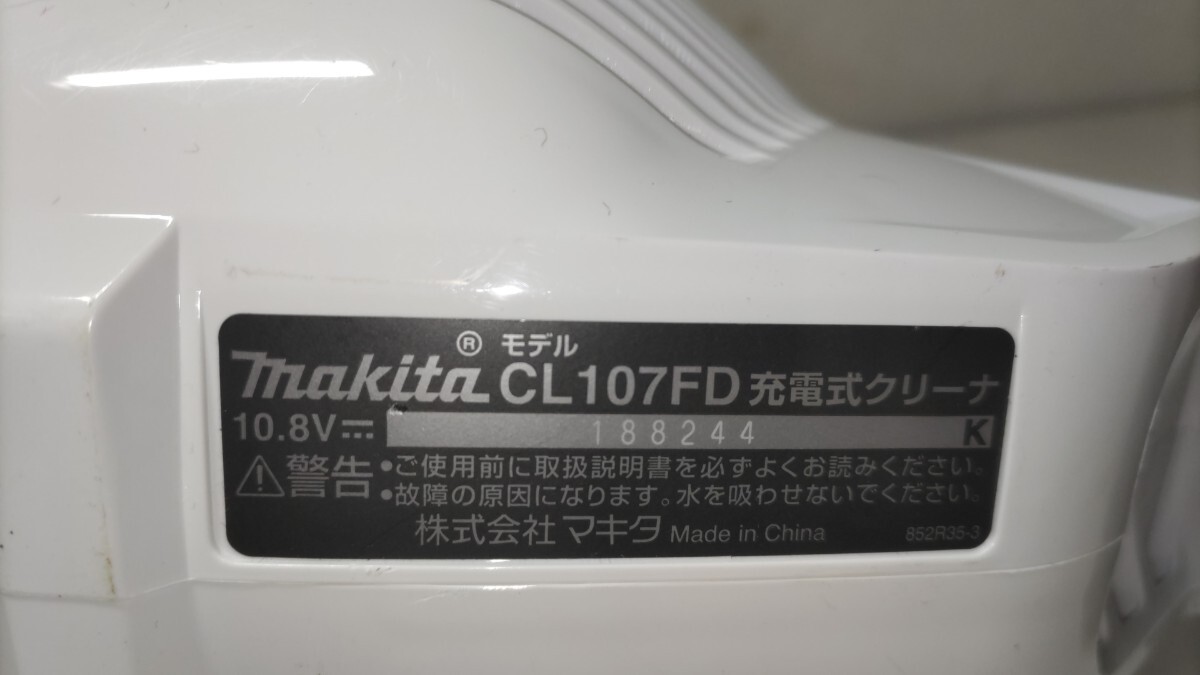 makita® モデル CL107FD 充電式クリーナ
10.8V⎓ 188244 K
⚠警告 •ご使用前に取扱説明書を必ずよくお読みください。
•故障の原因になります。水を吸わせないでください。
株式会社 マキタ Made in China 852R35-3